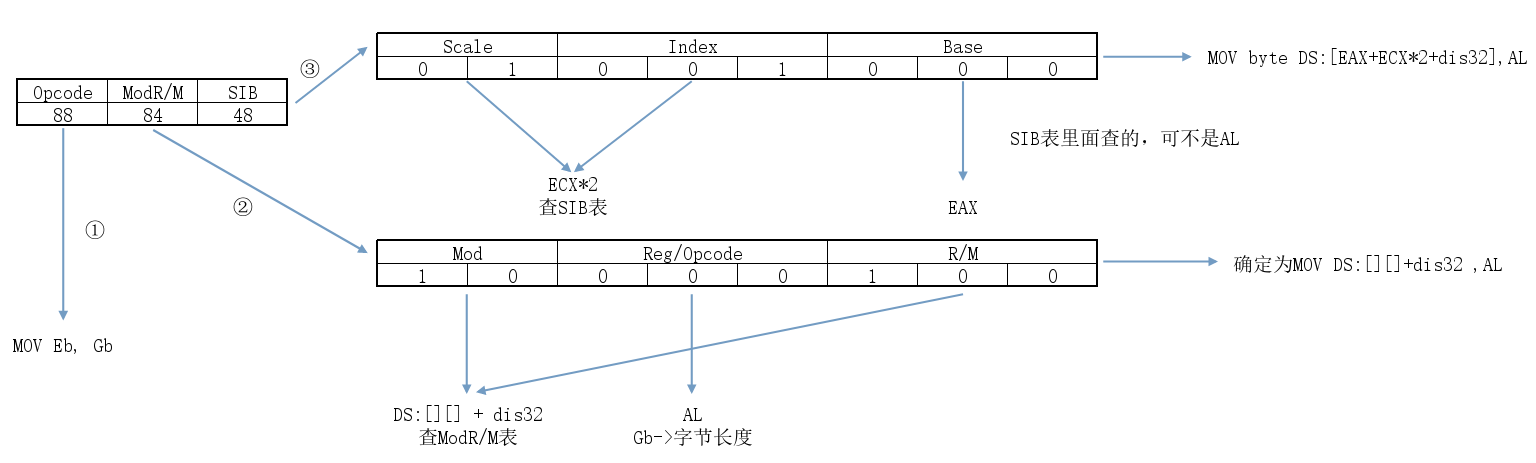 Scale Index Base
0 1 0 0 1 0 0 0
MOV byte DS:[EAX+ECX*2+dis32],AL
③
Opcode ModR/M SIB
88 84 48
SIB表里面查的，可不是AL
ECX*2
查SIB表
EAX
②
①
Mod Reg/Opcode R/M
1 0 0 0 0 1 0 0
确定为MOV DS:[][]+dis32 ,AL
MOV Eb, Gb
DS:[][] + dis32
查ModR/M表
AL
Gb->字节长度